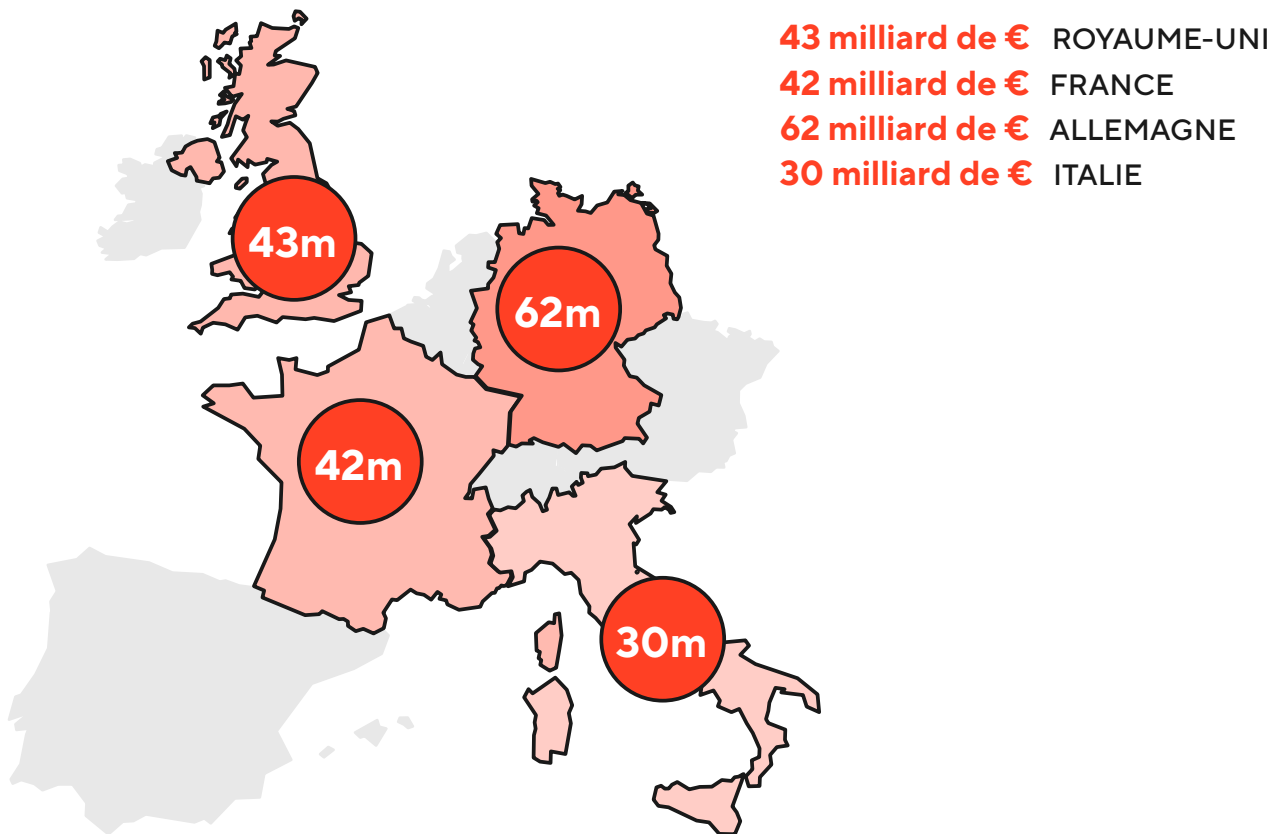 43 milliard de € ROYAUME-UNI
42 milliard de € FRANCE
62 milliard de € ALLEMAGNE
30 milliard de € ITALIE
43m
62m
42m
30m